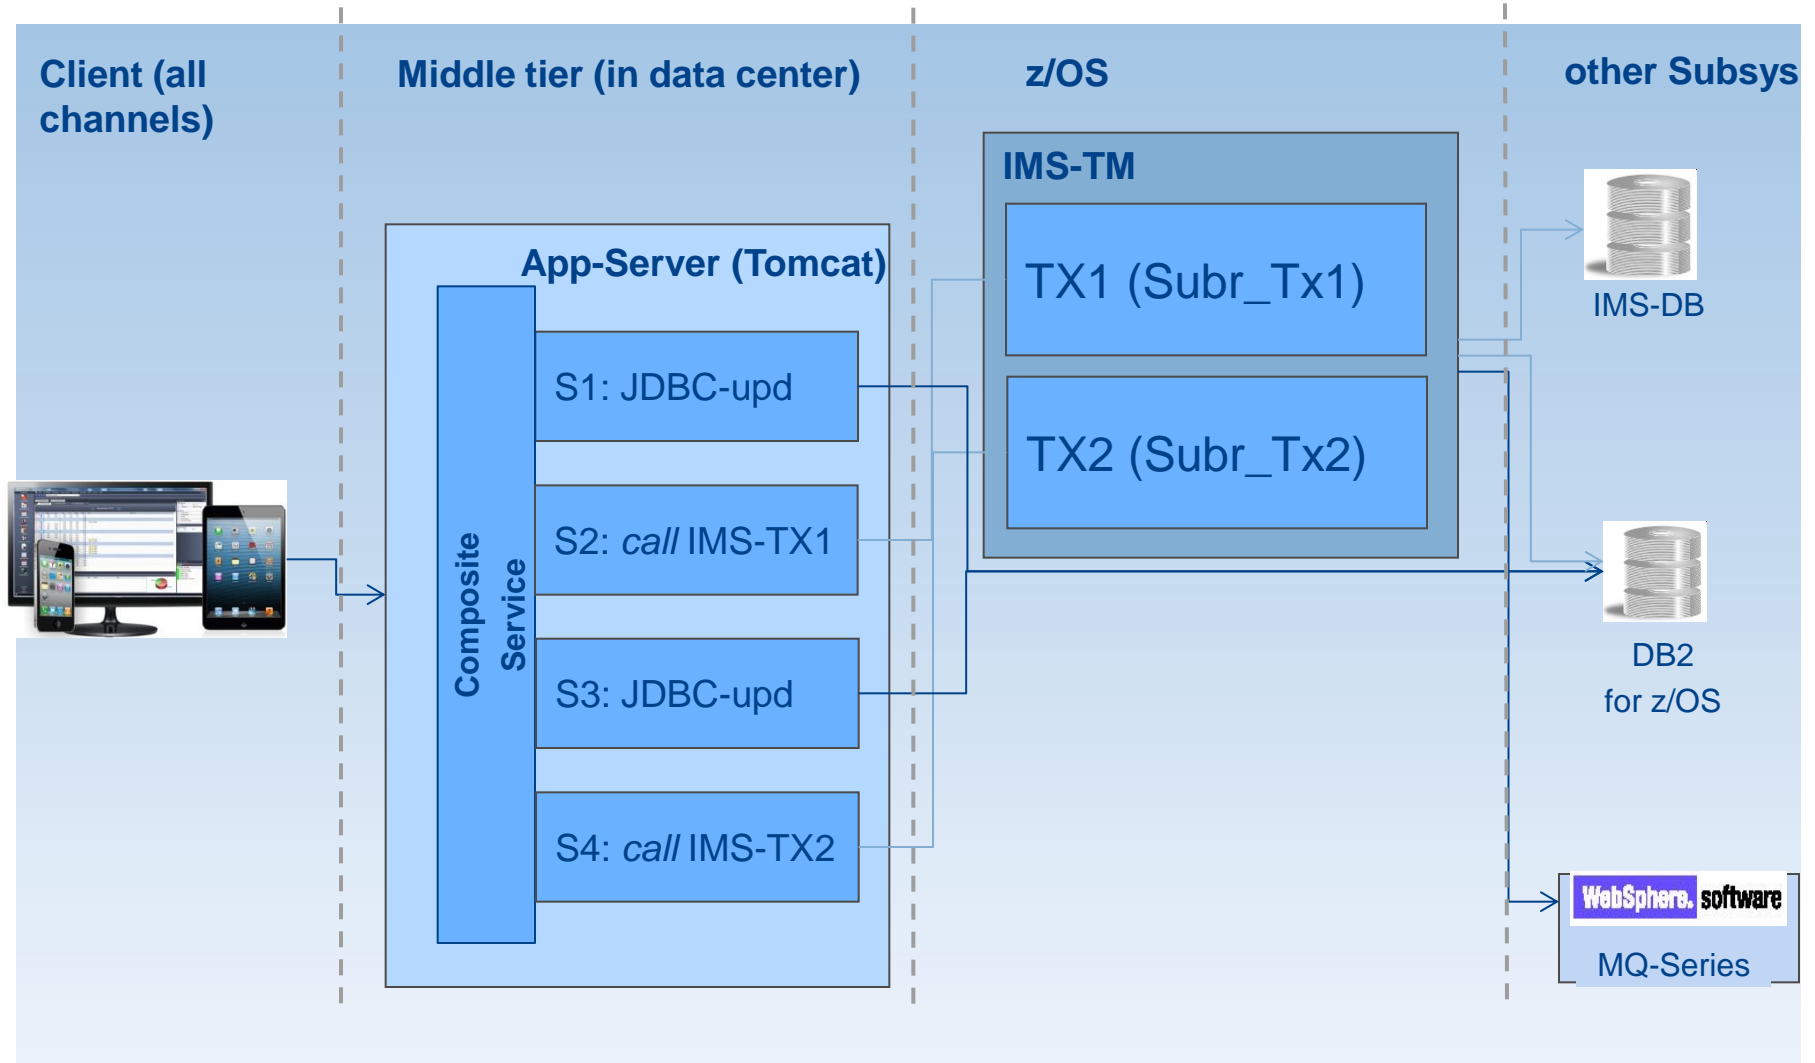 Client (all
channels)
Middle tier (in data center)
z/OS
other Subsys
IMS-TM
TX1 (Subr_Tx1)
TX2 (Subr_Tx2)
App-Server (Tomcat)
Composite
Service
S1: JDBC-upd
S2: call IMS-TX1
S3: JDBC-upd
S4: call IMS-TX2
IMS-DB
DB2
for z/OS
WebSphere. software
MQ-Series